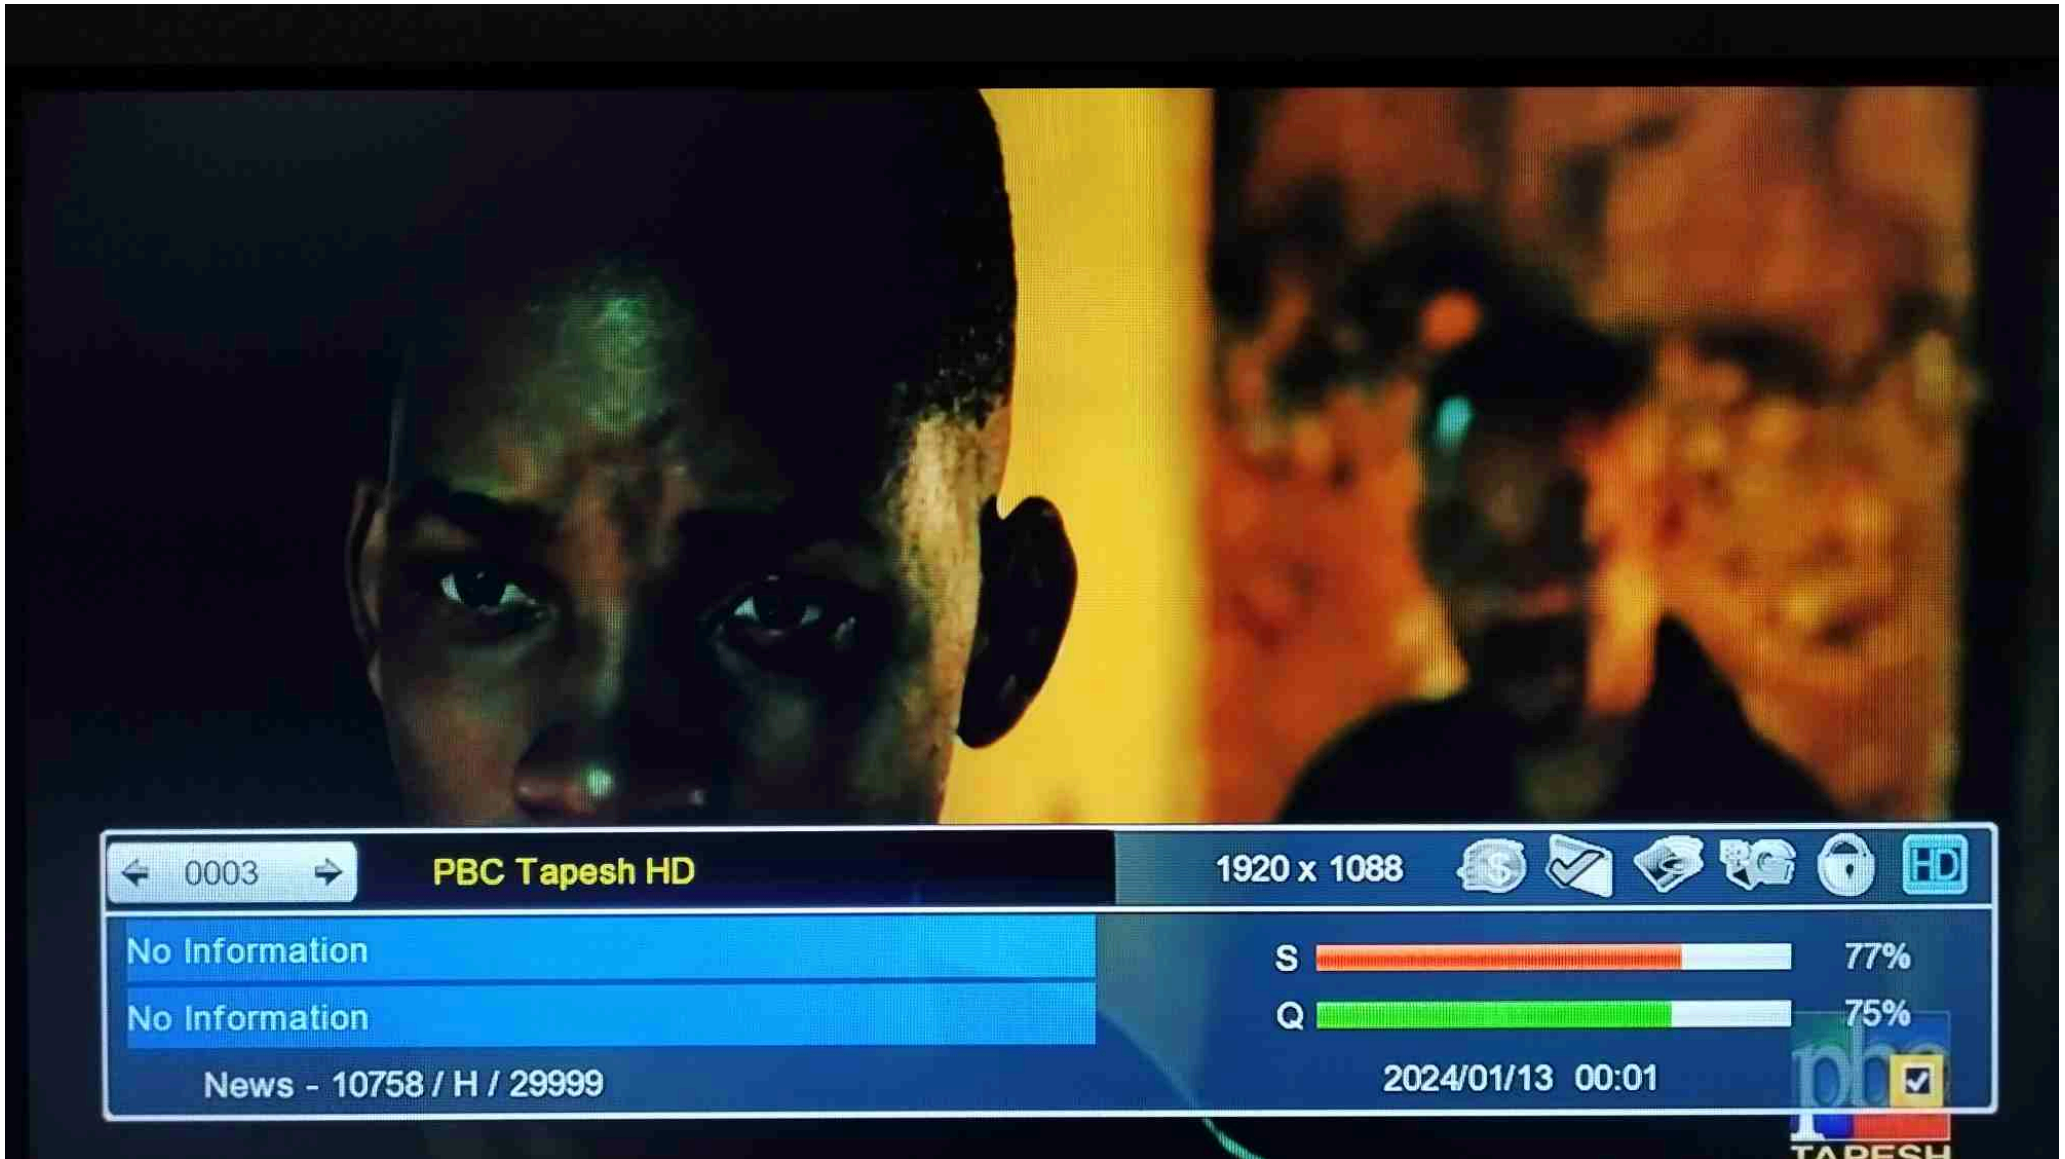 0003
PBC Tapesh HD
1920 x 1088
HD
No Information
S 77%
No Information
Q 75%
News - 10758 / H / 29999
2024/01/13 00:01
pbc
TAPESH